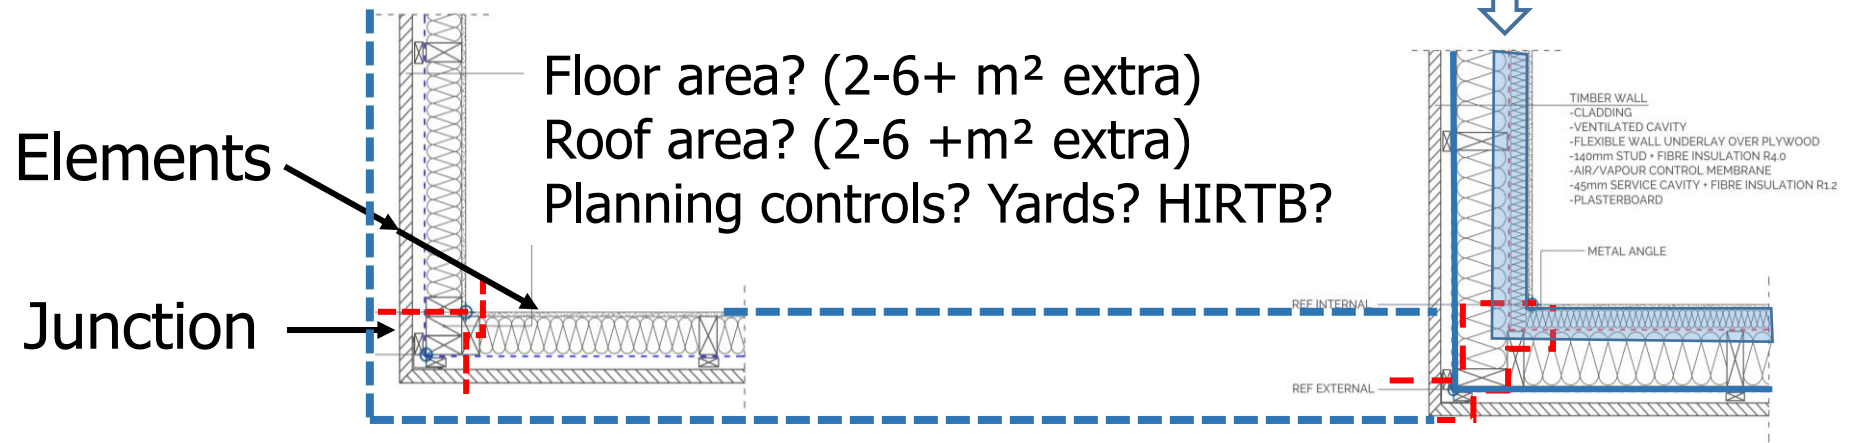 Floor area? (2-6+ m² extra)
Roof area? (2-6 +m² extra)
Planning controls? Yards? HIRTB?
Elements
Junction
TIMBER WALL
-CLADDING
-VENTILATED CAVITY
-FLEXIBLE WALL UNDERLAY OVER PLYWOOD
-140mm STUD + FIBRE INSULATION R4.0
-AIR/VAPOUR CONTROL MEMBRANE
-45mm SERVICE CAVITY + FIBRE INSULATION R1.2
-PLASTERBOARD
METAL ANGLE
REF INTERNAL
REF EXTERNAL